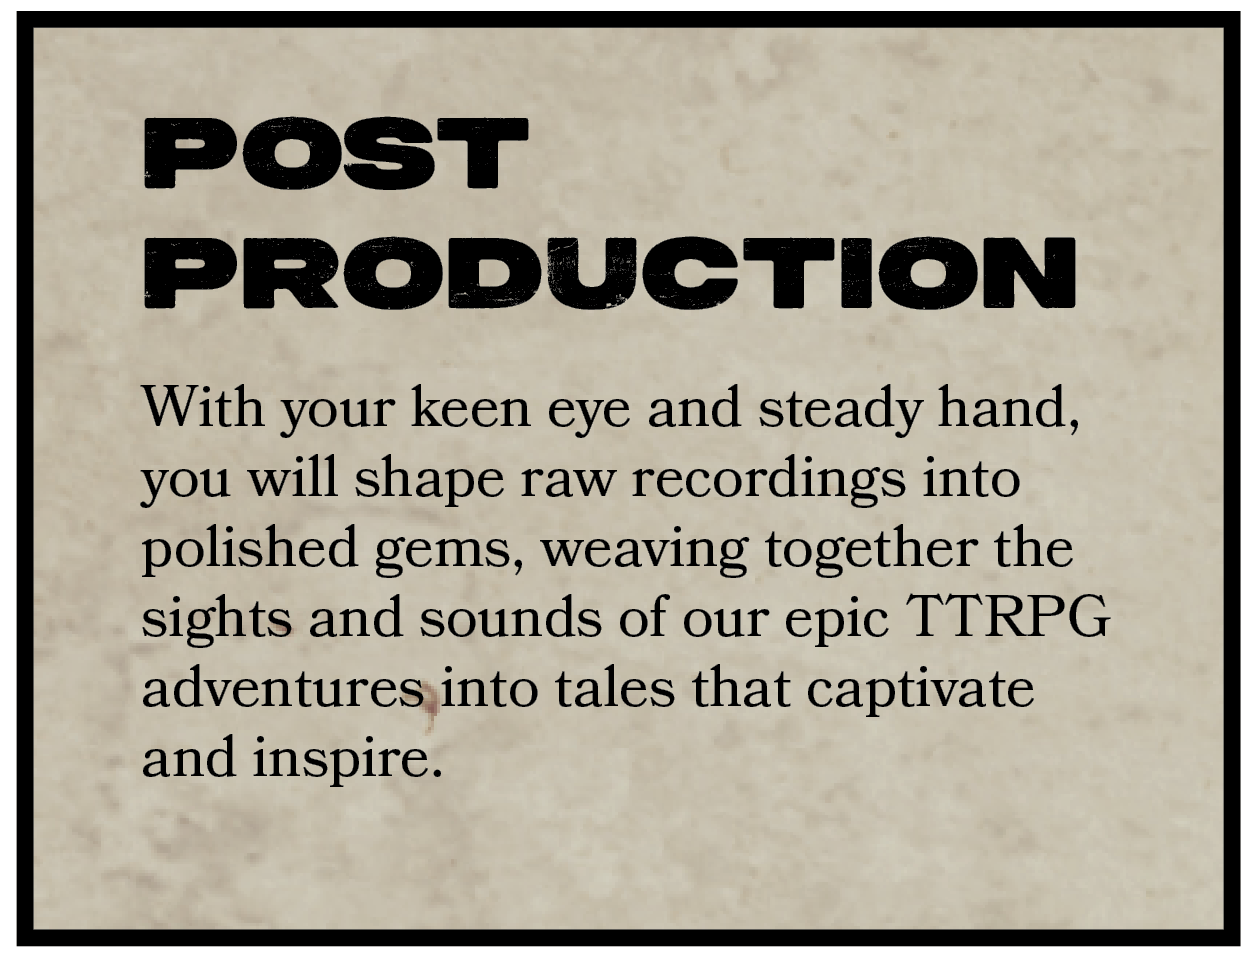 POST
PRODUCTION
With your keen eye and steady hand,
you will shape raw recordings into
polished gems, weaving together the
sights and sounds of our epic TTRPG
adventures into tales that captivate
and inspire.